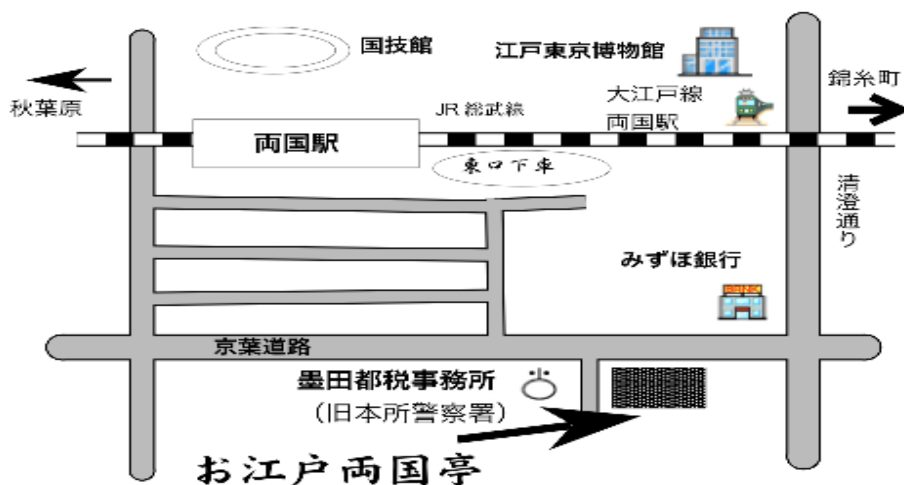 国技館
江戸東京博物館
秋葉原
錦糸町
JR 総武線
大江戸線
両国駅
両国駅
東口下車
清澄通り
みずほ銀行
BANK
京葉道路
墨田都税事務所
（旧本所警察署）
お江戸両国亭